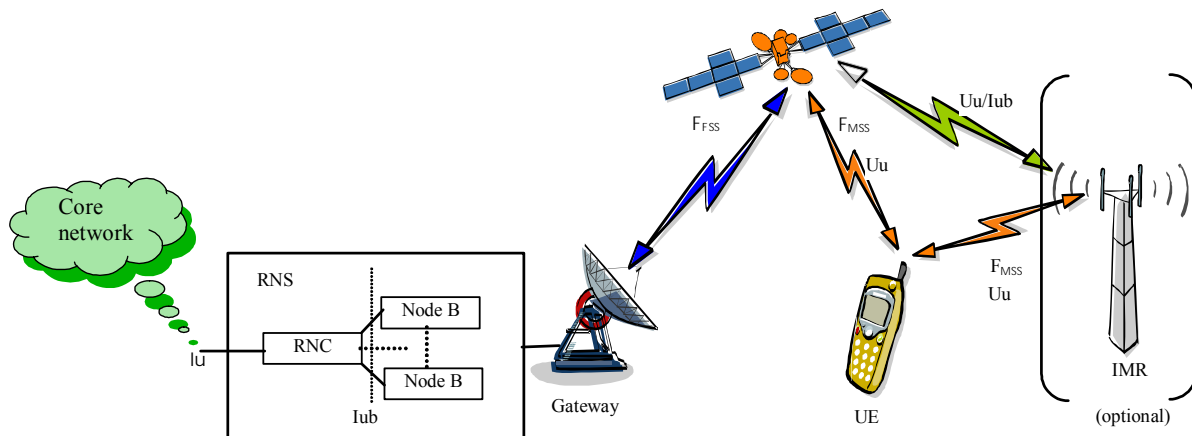 Core
network
Iu
RNS
RNC
Node B
Node B
Iub
Gateway
FFSS
FMSS
Uu
Uu/Iub
FMSS
Uu
UE
IMR
(optional)